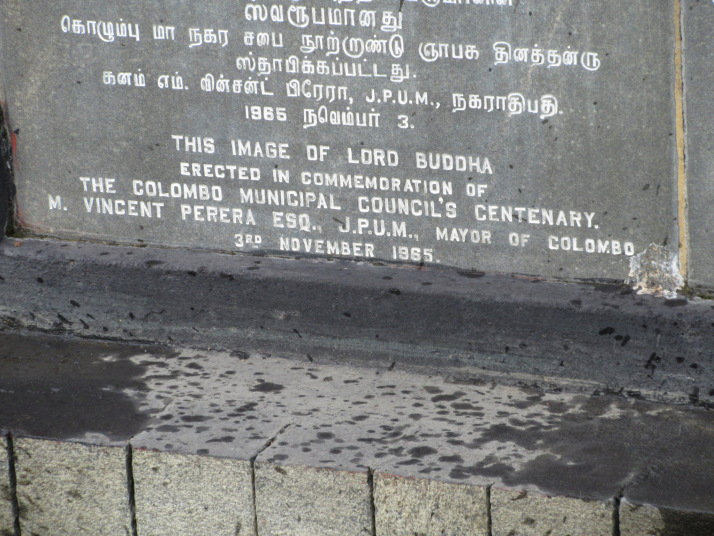 ஸ்வரூபமானது
கொழும்பு மா நகர சபை நூற்றாண்டு ஞாபக தினத்தன்று
ஸ்தாபிக்கப்பட்டது.
கனம் எம். வின்சன்ட் பிரேரா, J.P.U.M., நகராதிபதி.
1965 நவெம்பர் 3.
THIS IMAGE OF LORD BUDDHA
ERECTED IN COMMEMORATION OF
THE COLOMBO MUNICIPAL COUNCIL'S CENTENARY.
M. VINCENT PERERA ESQ., J.P.U.M., MAYOR OF COLOMBO
3RD NOVEMBER 1965.